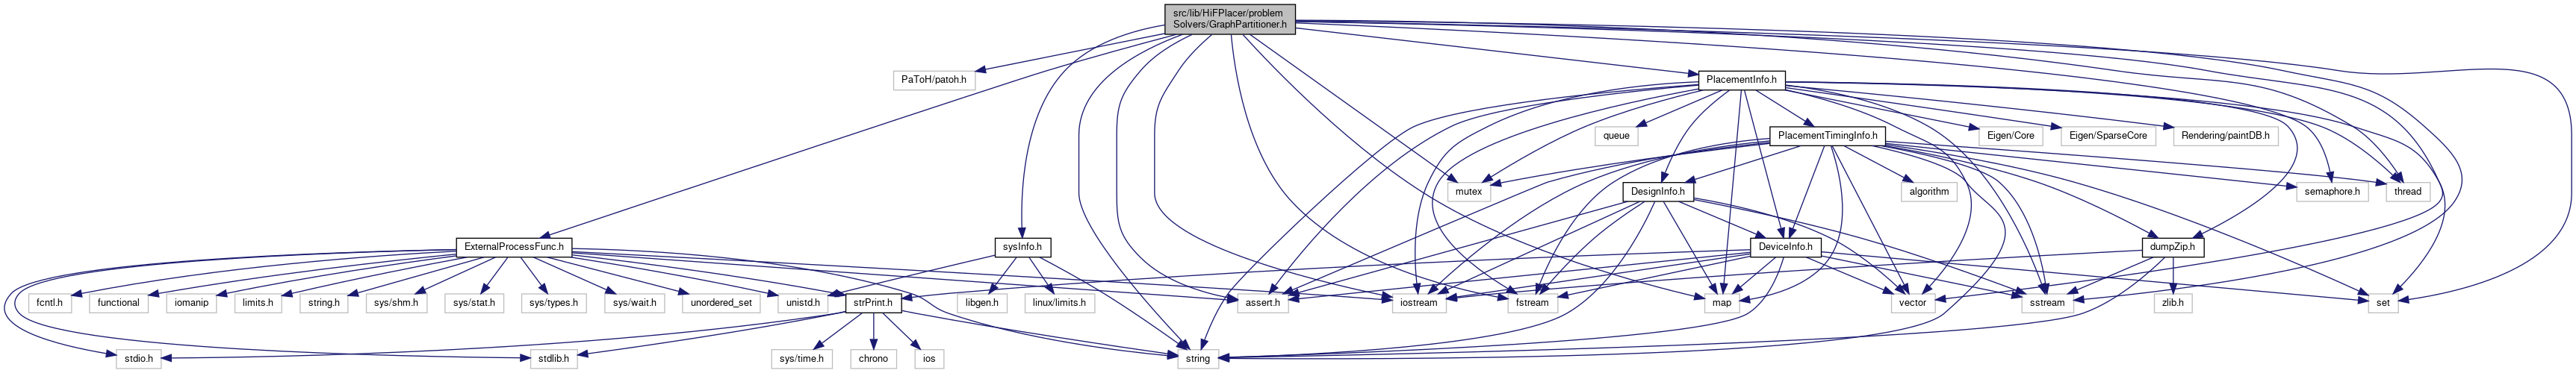 src/lib/HiFPlacer/problem
Solvers/GraphPartitioner.h
PaToH/patoh.h
PlacementInfo.h
queue
PlacementTimingInfo.h
Eigen/Core
Eigen/SparseCore
Rendering/paintDB.h
mutex
DesignInfo.h
algorithm
semaphore.h
thread
ExternalProcessFunc.h
sysInfo.h
DeviceInfo.h
dumpZip.h
fcntl.h
functional
iomanip
limits.h
string.h
sys/shm.h
sys/stat.h
sys/types.h
sys/wait.h
unordered_set
unistd.h
strPrint.h
libgen.h
linux/limits.h
assert.h
iostream
fstream
map
vector
sstream
zlib.h
set
stdio.h
stdlib.h
sys/time.h
chrono
ios
string